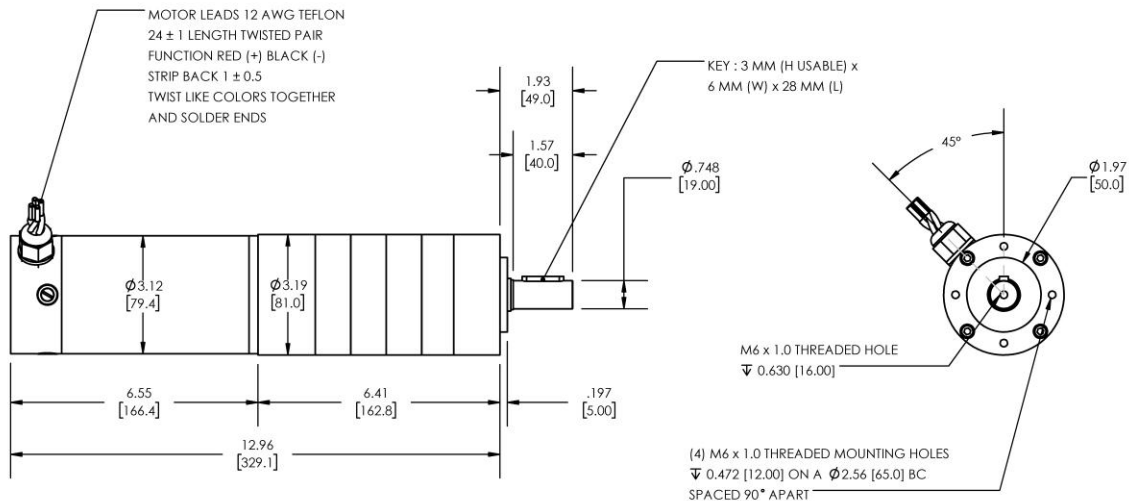 MOTOR LEADS 12 AWG TEFLON
24 ± 1 LENGTH TWISTED PAIR
FUNCTION RED (+) BLACK (-)
STRIP BACK 1 ± 0.5
TWIST LIKE COLORS TOGETHER
AND SOLDER ENDS
1.93
[49.0]
1.57
[40.0]
KEY : 3 MM (H USABLE) x
6 MM (W) x 28 MM (L)
Ø.748
[19.00]
45°
Ø1.97
[50.0]
Ø3.12
[79.4]
Ø3.19
[81.0]
6.55
[166.4]
6.41
[162.8]
.197
[5.00]
12.96
[329.1]
M6 x 1.0 THREADED HOLE
↧ 0.630 [16.00]
(4) M6 x 1.0 THREADED MOUNTING HOLES
↧ 0.472 [12.00] ON A Ø2.56 [65.0] BC
SPACED 90° APART